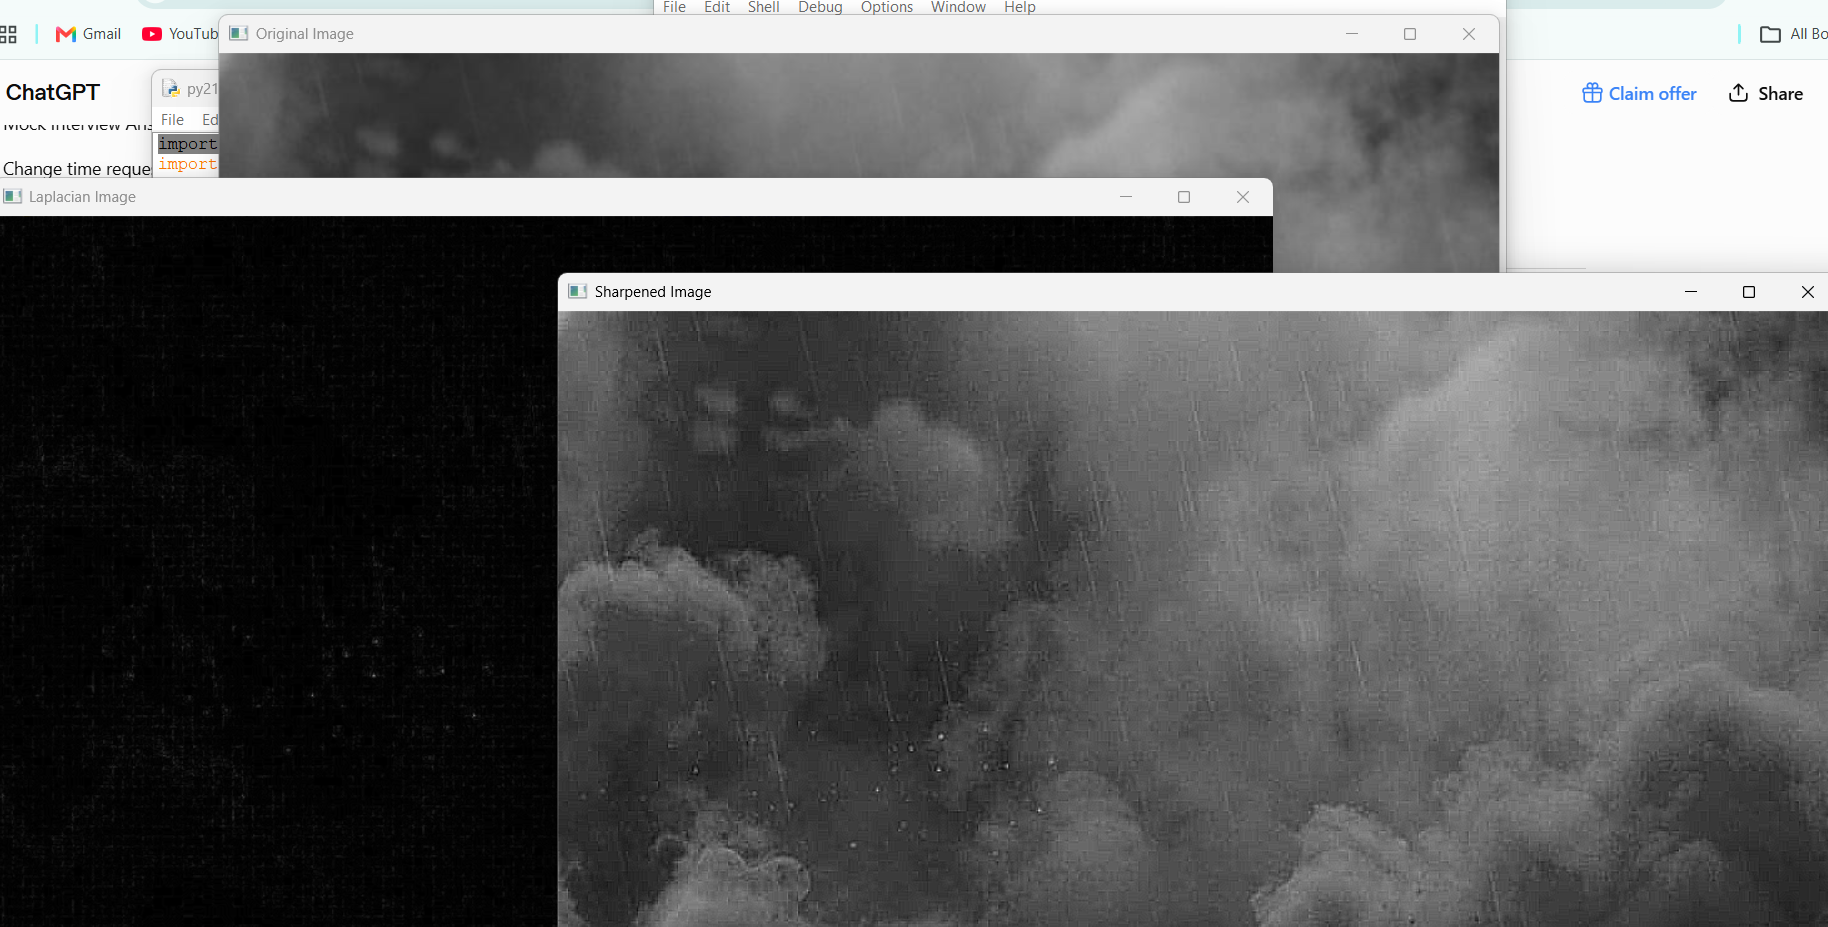 File Edit Shell Debug Options Window Help
Gmail YouTub All Bo
Original Image
ChatGPT py21 Claim offer Share
File Ed
import
Change time reque import
Laplacian Image
Sharpened Image